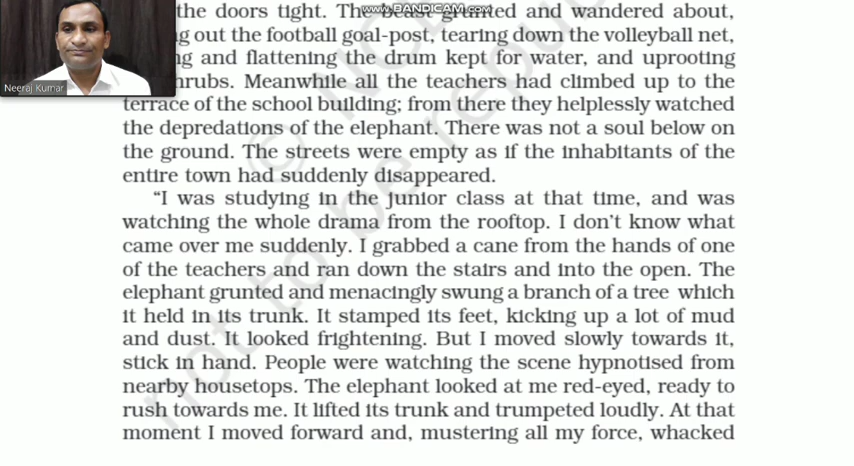 the doors tight. The beast grunted and wandered about,
www.BANDICAM.com
out the football goal-post, tearing down the volleyball net,
and flattening the drum kept for water, and uprooting
Neeraj Kumar
Meanwhile all the teachers had climbed up to the
terrace of the school building; from there they helplessly watched
the depredations of the elephant. There was not a soul below on
the ground. The streets were empty as if the inhabitants of the
entire town had suddenly disappeared.
“I was studying in the junior class at that time, and was
watching the whole drama from the rooftop. I don’t know what
came over me suddenly. I grabbed a cane from the hands of one
of the teachers and ran down the stairs and into the open. The
elephant grunted and menacingly swung a branch of a tree which
it held in its trunk. It stamped its feet, kicking up a lot of mud
and dust. It looked frightening. But I moved slowly towards it,
stick in hand. People were watching the scene hypnotised from
nearby housetops. The elephant looked at me red-eyed, ready to
rush towards me. It lifted its trunk and trumpeted loudly. At that
moment I moved forward and, mustering all my force, whacked
not to be republished